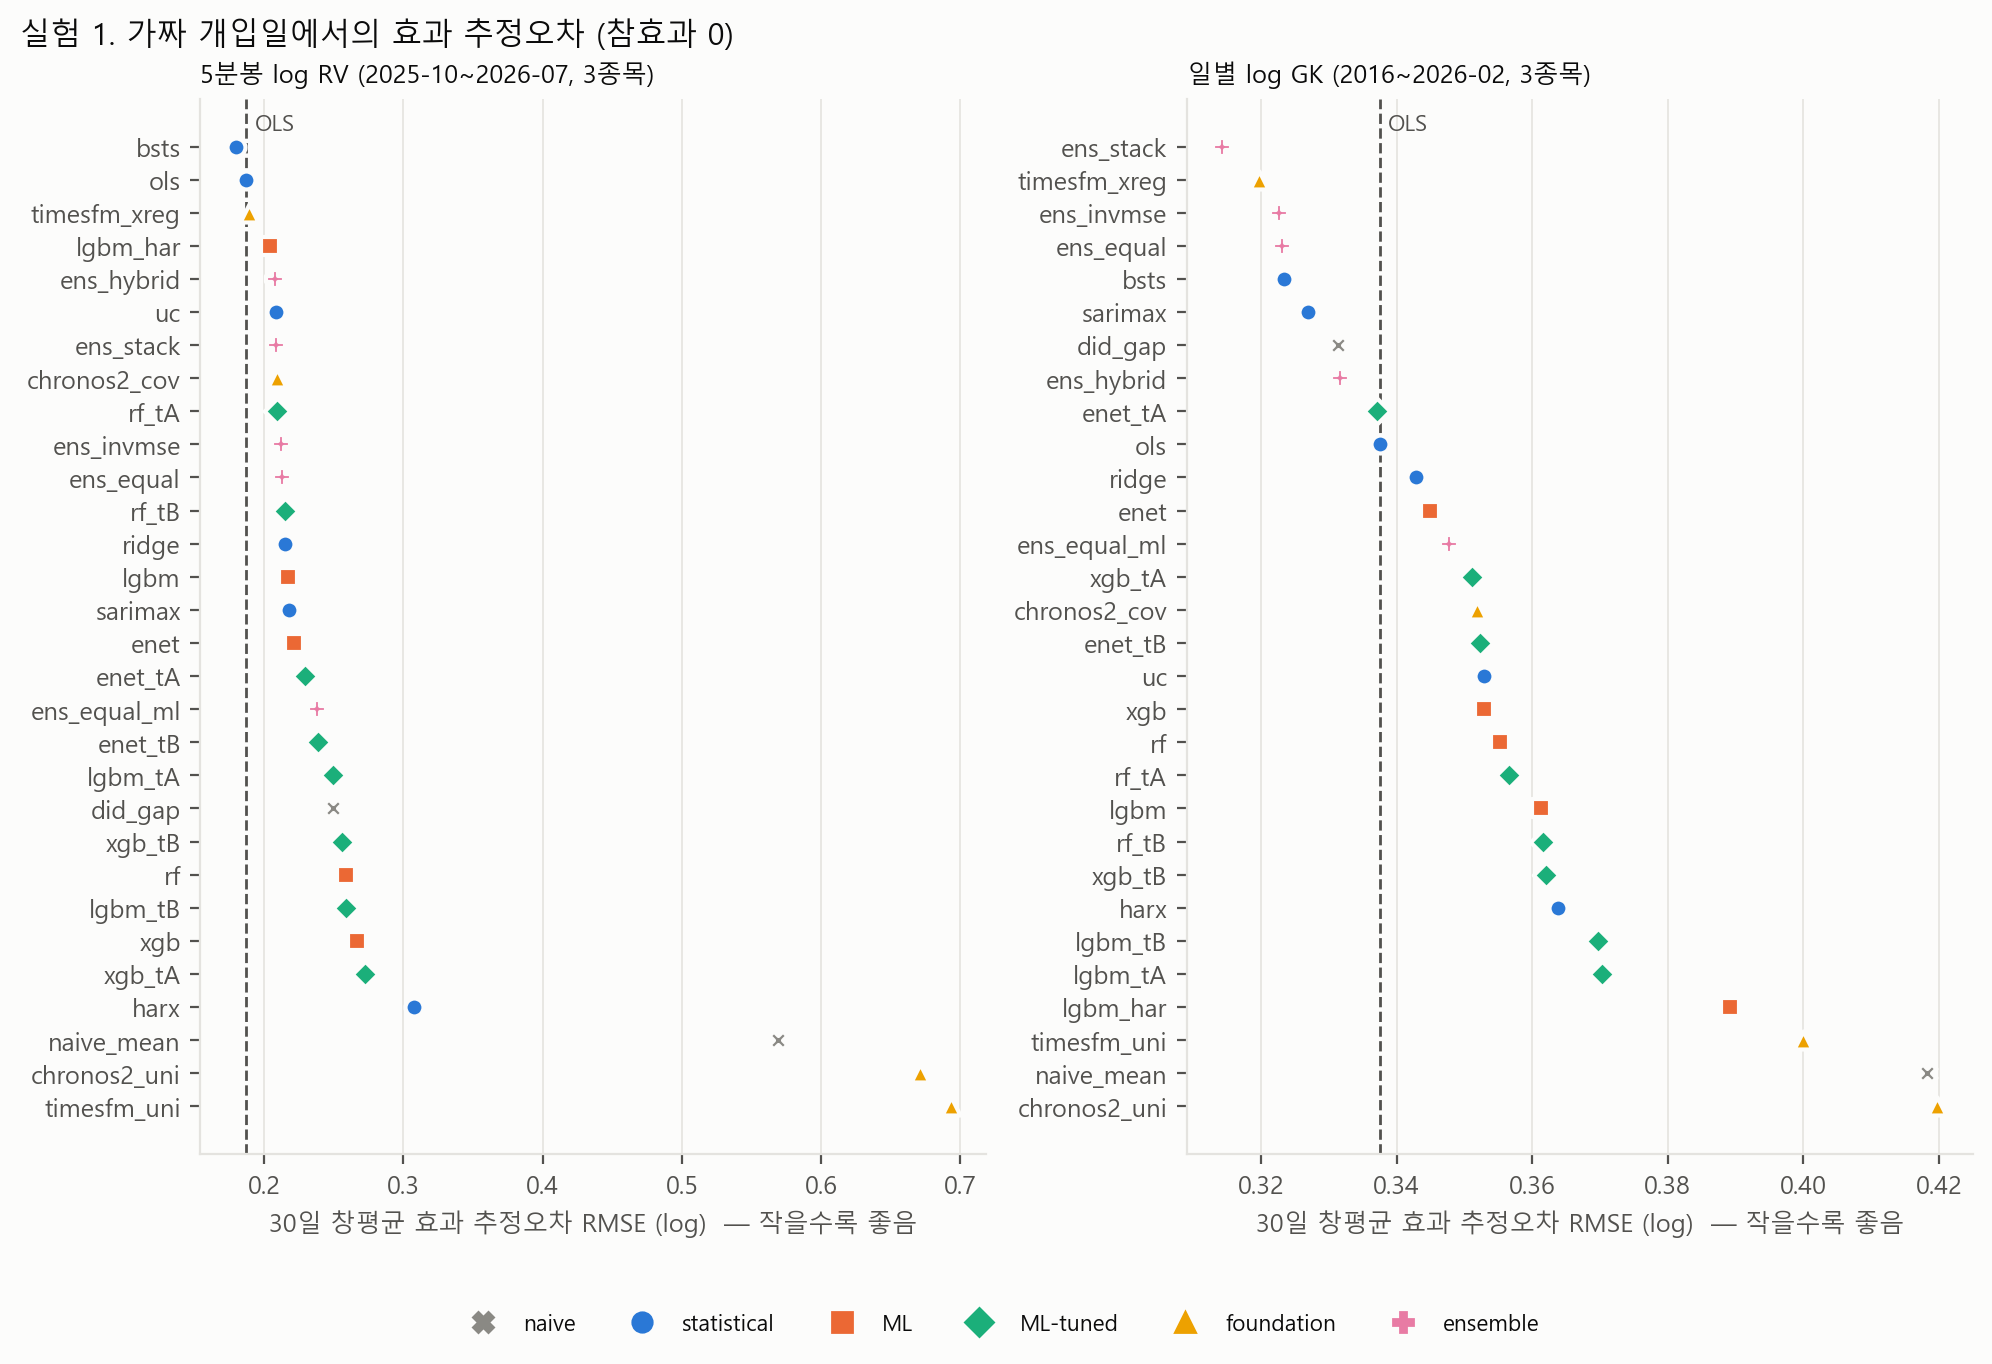 실험 1. 가짜 개입일에서의 효과 추정오차 (참효과 0)
5분봉 log RV (2025-10~2026-07, 3종목)
OLS
bsts
ols
timesfm_xreg
lgbm_har
ens_hybrid
uc
ens_stack
chronos2_cov
rf_tA
ens_invmse
ens_equal
rf_tB
ridge
lgbm
sarimax
enet
enet_tA
ens_equal_ml
enet_tB
lgbm_tA
did_gap
xgb_tB
rf
lgbm_tB
xgb
xgb_tA
harx
naive_mean
chronos2_uni
timesfm_uni
0.2 0.3 0.4 0.5 0.6 0.7
30일 창평균 효과 추정오차 RMSE (log) — 작을수록 좋음
일별 log GK (2016~2026-02, 3종목)
OLS
ens_stack
timesfm_xreg
ens_invmse
ens_equal
bsts
sarimax
did_gap
ens_hybrid
enet_tA
ols
ridge
enet
ens_equal_ml
xgb_tA
chronos2_cov
enet_tB
uc
xgb
rf
rf_tA
lgbm
rf_tB
xgb_tB
harx
lgbm_tB
lgbm_tA
lgbm_har
timesfm_uni
naive_mean
chronos2_uni
0.32 0.34 0.36 0.38 0.40 0.42
30일 창평균 효과 추정오차 RMSE (log) — 작을수록 좋음
naive statistical ML ML-tuned foundation ensemble